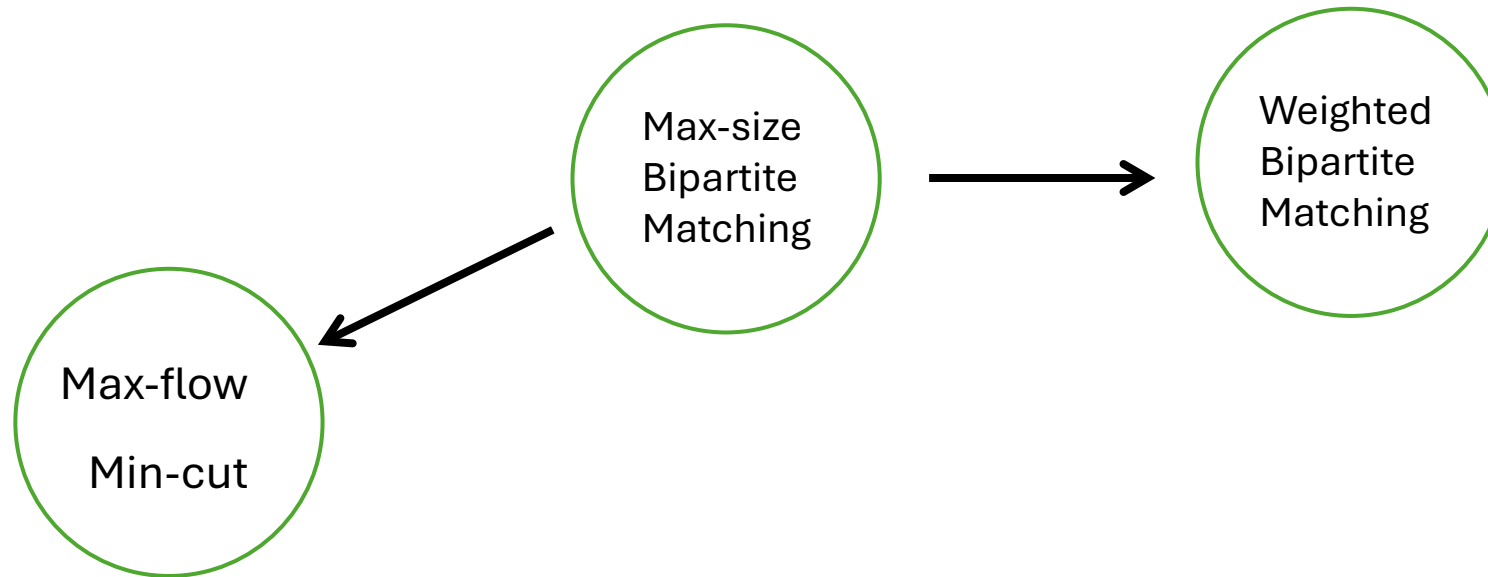 Max-size
Bipartite
Matching
Weighted
Bipartite
Matching
Max-flow
Min-cut